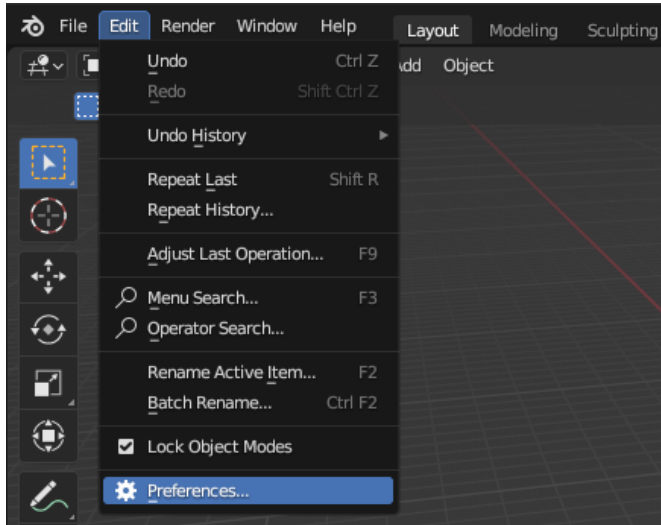 File Edit Render Window Help Layout Modeling Sculpting
Undo Ctrl Z
Object
Redo Shift Ctrl Z
Undo History
Repeat Last Shift R
Repeat History...
Adjust Last Operation... F9
Menu Search... F3
Operator Search...
Rename Active Item... F2
Batch Rename... Ctrl F2
Lock Object Modes
Preferences...